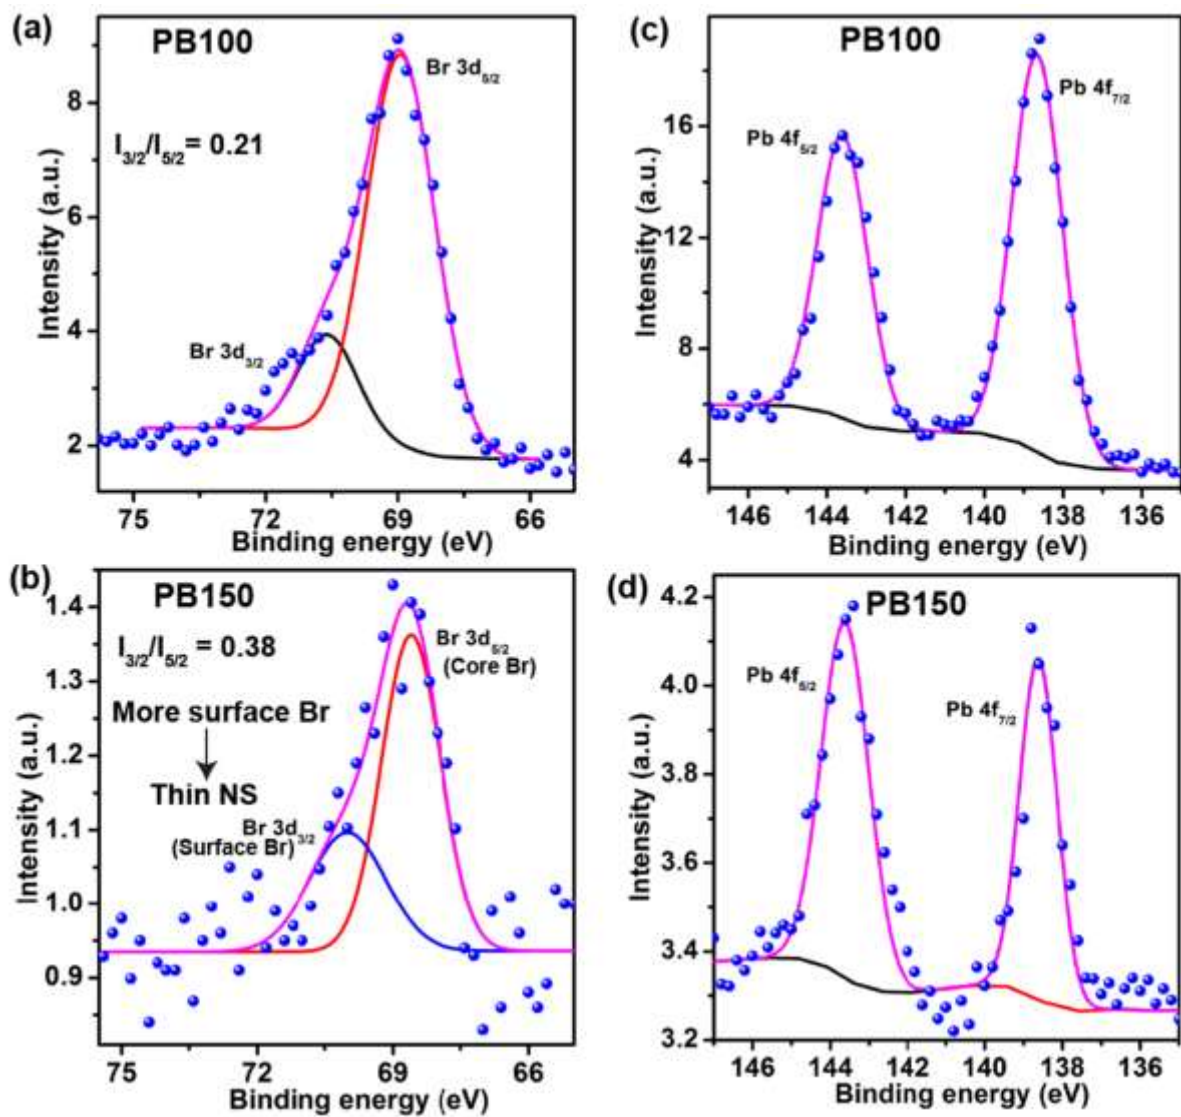 (a)
PB100
Br 3d5/2
I3/2/I5/2= 0.21
Br 3d3/2
8
6
4
2
Intensity (a.u.)
75
72
69
66
Binding energy (eV)
(c)
PB100
Pb 4f7/2
Pb 4f5/2
16
12
8
4
Intensity (a.u.)
146
144
142
140
138
136
Binding energy (eV)
(b)
PB150
I3/2/I5/2 = 0.38
Br 3d5/2
(Core Br)
More surface Br
Thin NS
Br 3d3/2
(Surface Br)
1.4
1.3
1.2
1.1
1.0
0.9
Intensity (a.u.)
75
72
69
66
Binding energy (eV)
(d)
PB150
Pb 4f5/2
Pb 4f7/2
4.2
4.0
3.8
3.6
3.4
3.2
Intensity (a.u.)
146
144
142
140
138
136
Binding energy (eV)